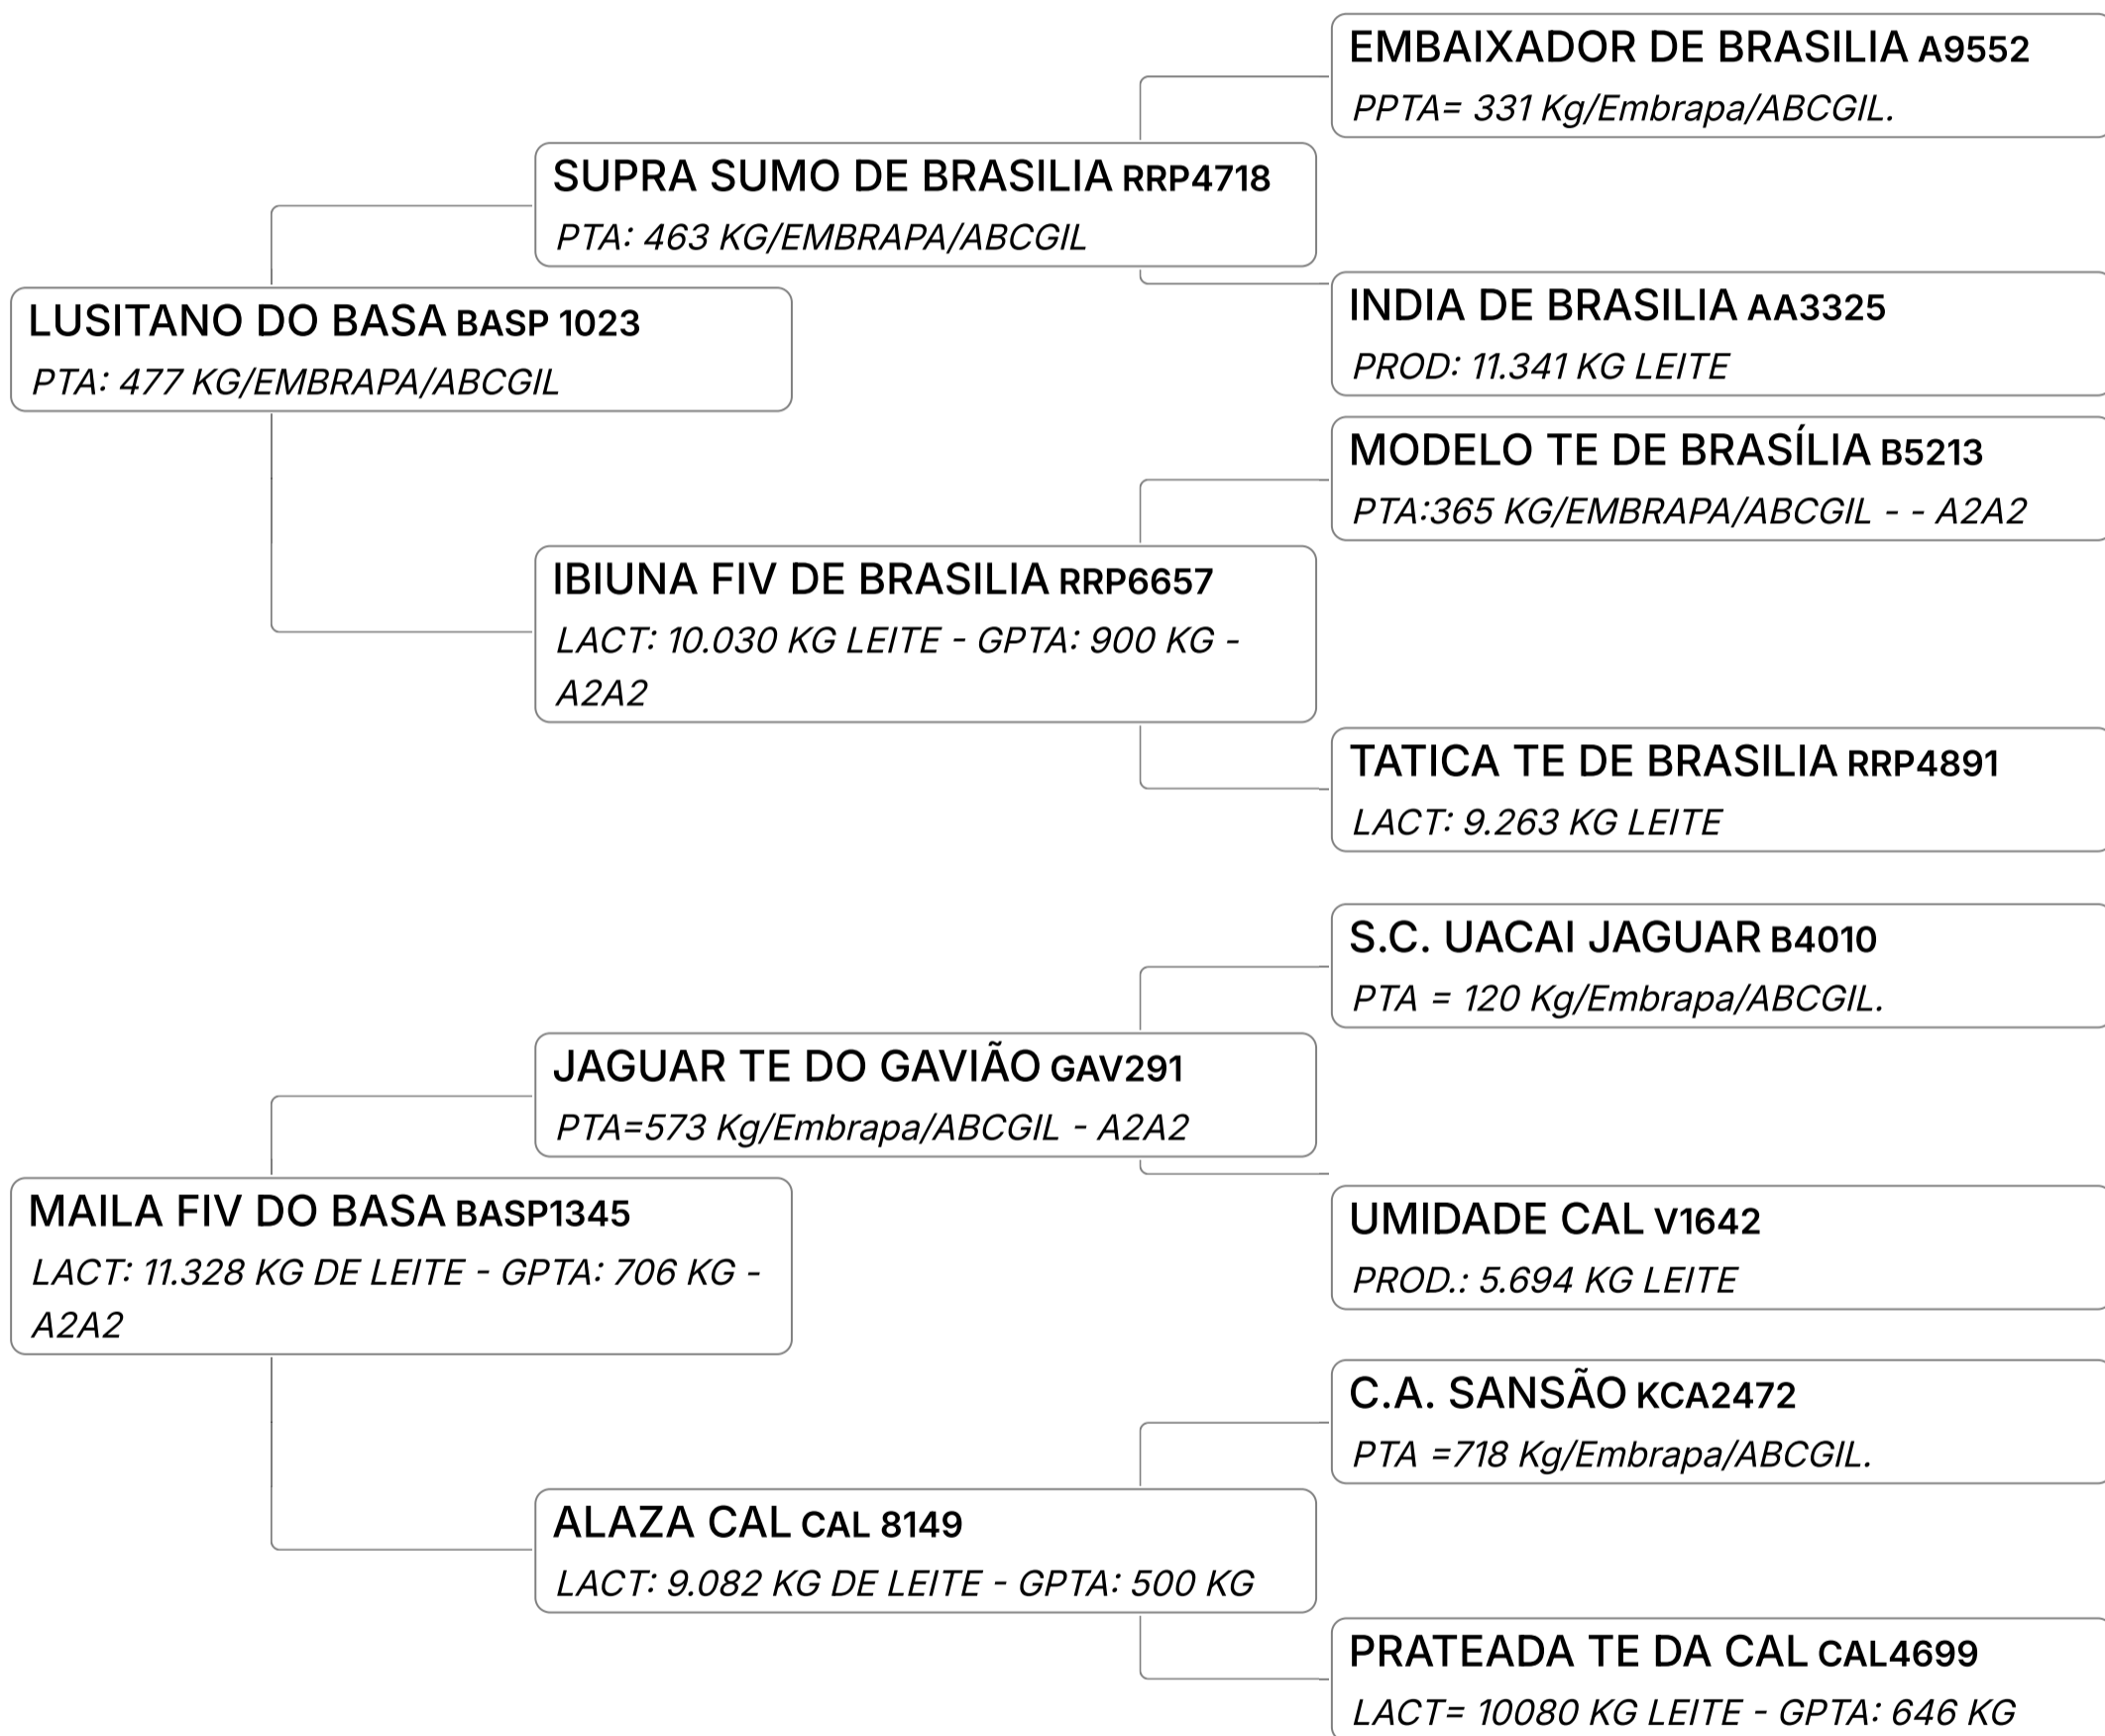 EMBAIXADOR DE BRASILIA A9552
PPTA= 331 Kg/Embrapa/ABCGIL.
SUPRA SUMO DE BRASILIA RRP4718
PTA: 463 KG/EMBRAPA/ABCGIL
INDIA DE BRASILIA AA3325
PROD: 11.341 KG LEITE
LUSITANO DO BASA BASP 1023
PTA: 477 KG/EMBRAPA/ABCGIL
MODELO TE DE BRASÍLIA B5213
PTA:365 KG/EMBRAPA/ABCGIL - - A2A2
IBIUNA FIV DE BRASILIA RRP6657
LACT: 10.030 KG LEITE - GPTA: 900 KG -
A2A2
TATICA TE DE BRASILIA RRP4891
LACT: 9.263 KG LEITE
S.C. UACAI JAGUAR B4010
PTA = 120 Kg/Embrapa/ABCGIL.
JAGUAR TE DO GAVIÃO GAV291
PTA=573 Kg/Embrapa/ABCGIL - A2A2
UMIDADE CAL V1642
PROD.: 5.694 KG LEITE
MAILA FIV DO BASA BASP1345
LACT: 11.328 KG DE LEITE - GPTA: 706 KG -
A2A2
C.A. SANSÃO KCA2472
PTA =718 Kg/Embrapa/ABCGIL.
ALAZA CAL CAL 8149
LACT: 9.082 KG DE LEITE - GPTA: 500 KG
PRATEADA TE DA CAL CAL4699
LACT= 10080 KG LEITE - GPTA: 646 KG